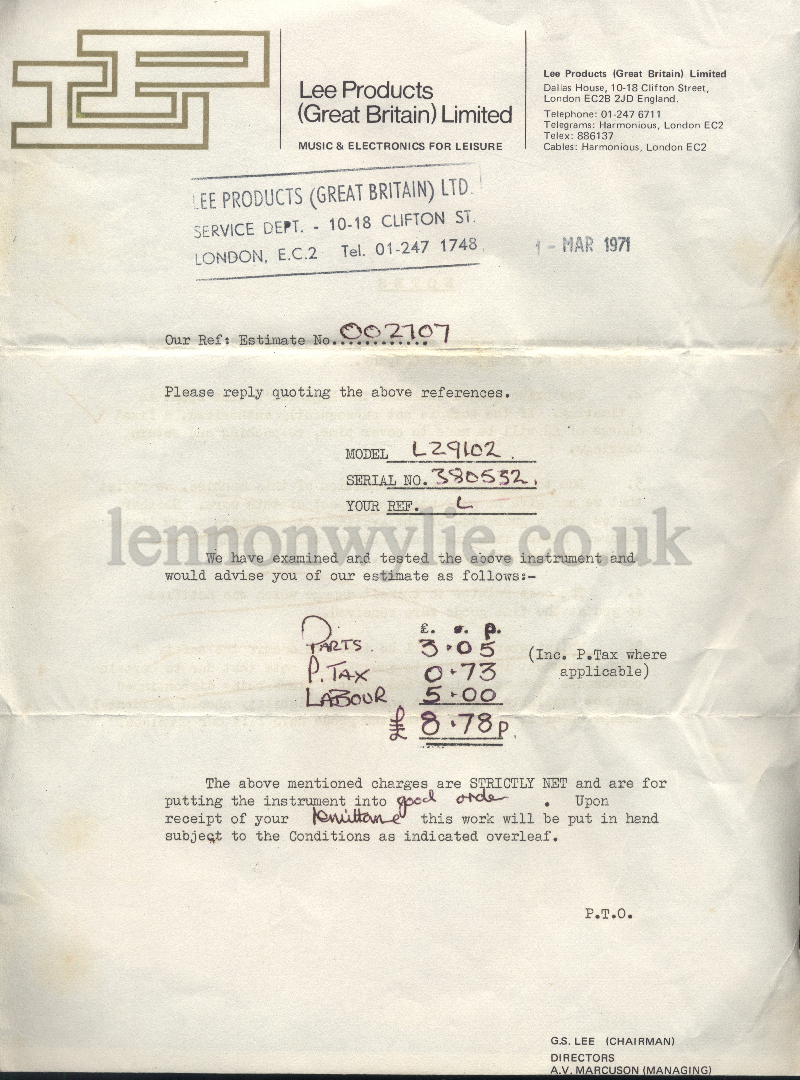 Lee Products
(Great Britain) Limited
MUSIC & ELECTRONICS FOR LEISURE
Lee Products (Great Britain) Limited
Dallas House, 10-18 Clifton Street,
London EC2B 2JD England.
Telephone: 01-247 6711
Telegrams: Harmonious, London EC2
Telex: 886137
Cables: Harmonious, London EC2
LEE PRODUCTS (GREAT BRITAIN) LTD.
SERVICE DEPT. - 10-18 CLIFTON ST.
LONDON, E.C.2 Tel. 01-247 1748
1 - MAR 1971
Our Ref: Estimate No. 002707
Please reply quoting the above references.
MODEL LZ9102.
SERIAL NO. 380552.
YOUR REF. L
lennonwylie.co.uk
We have examined and tested the above instrument and
would advise you of our estimate as follows:-
£. s. p.
PARTS. 3.05 (Inc. P.Tax where
P.TAX 0.73 applicable)
LABOUR 5.00
£ 8.78p.
The above mentioned charges are STRICTLY NET and are for
putting the instrument into good order . Upon
receipt of your remittance this work will be put in hand
subject to the Conditions as indicated overleaf.
P.T.O.
G.S. LEE (CHAIRMAN)
DIRECTORS
A.V. MARCUSON (MANAGING)